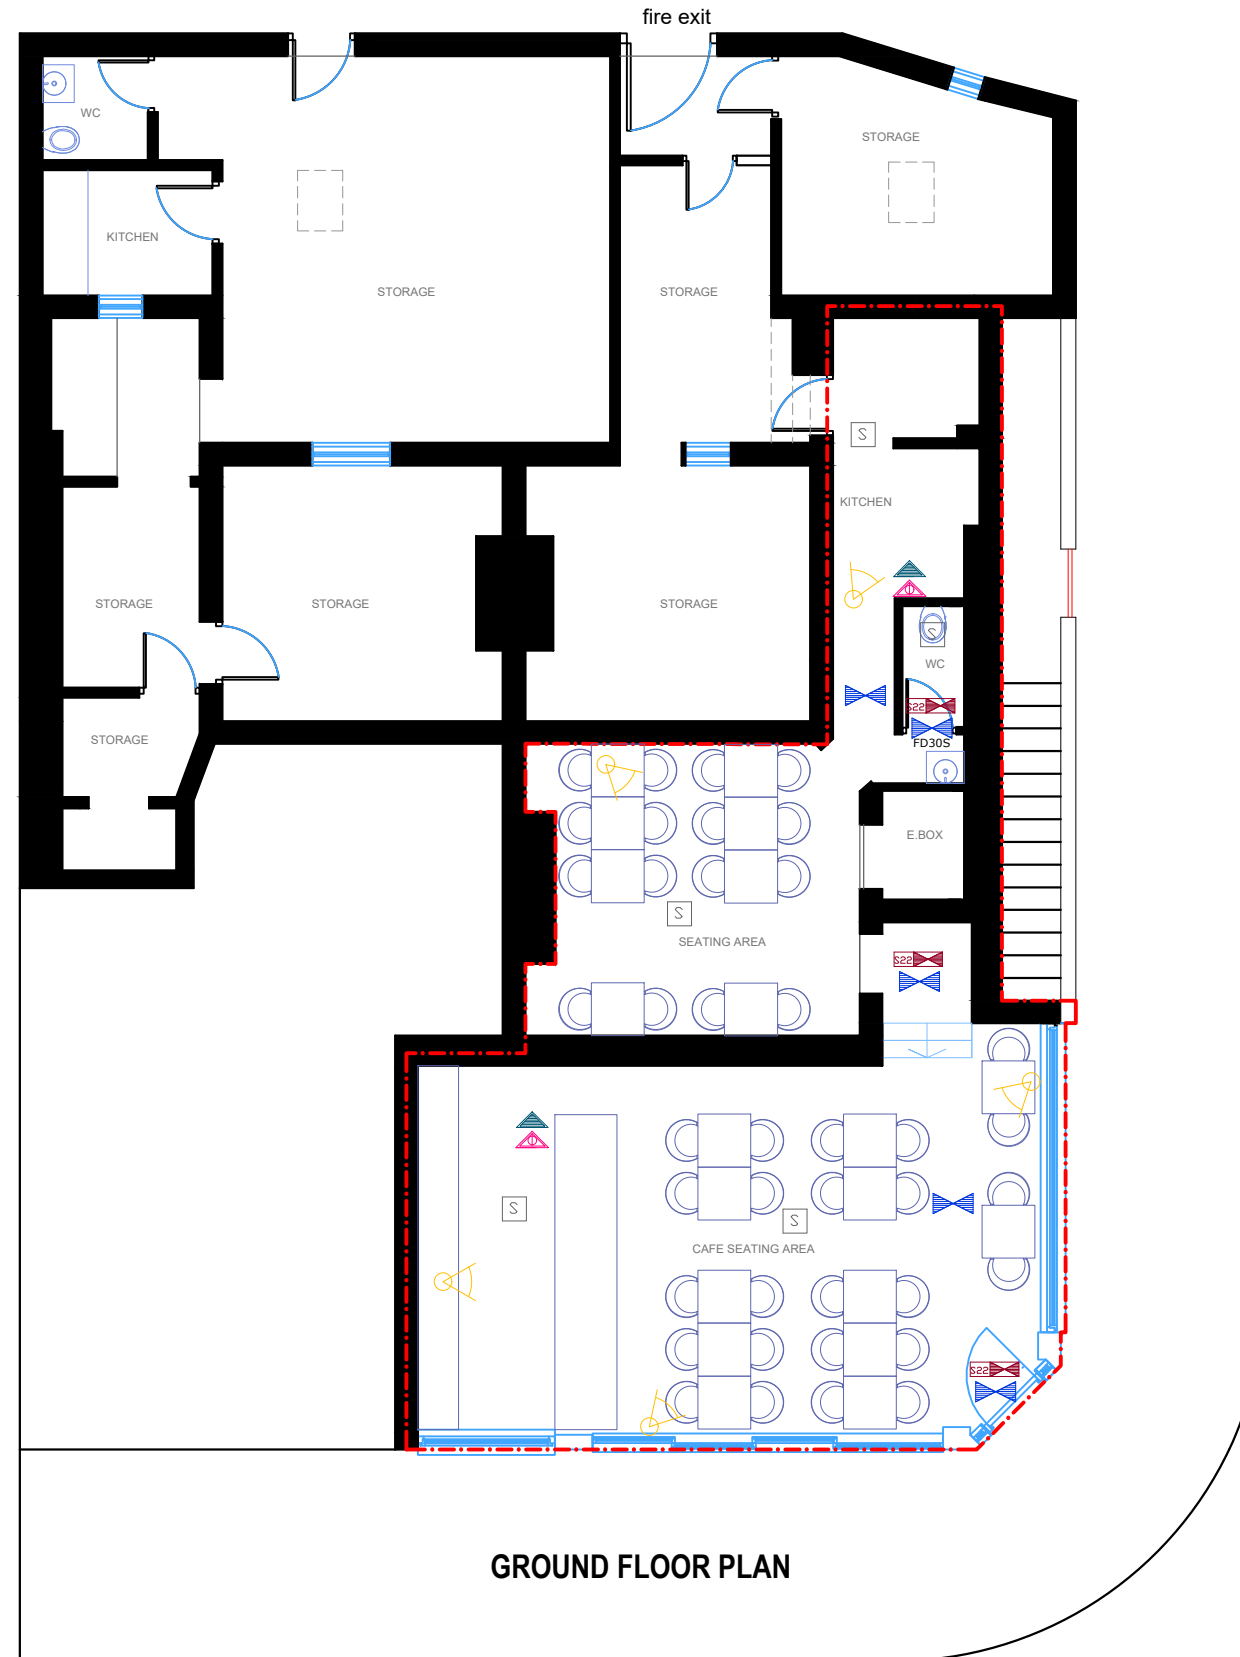 fire exit
WC
STORAGE
KITCHEN
STORAGE
STORAGE
S
KITCHEN
STORAGE
STORAGE
STORAGE
S
WC
S22
FD30S
STORAGE
E.BOX
S
SEATING AREA
S22
S
S
CAFE SEATING AREA
S22
GROUND FLOOR PLAN